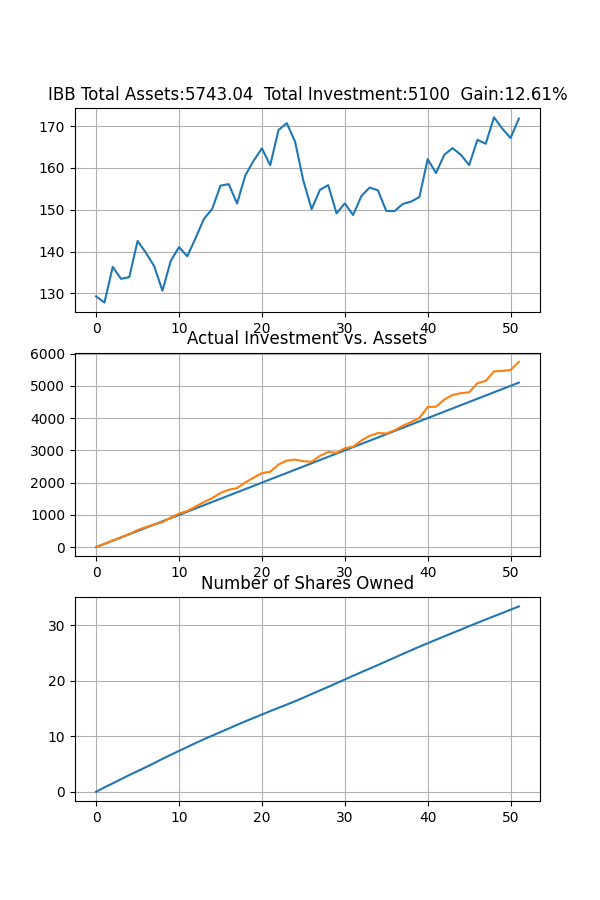 IBB Total Assets:5743.04  Total Investment:5100  Gain:12.61%
170
160
150
140
130
0 10 20 30 40 50
Actual Investment vs. Assets
6000
5000
4000
3000
2000
1000
0
0 10 20 30 40 50
Number of Shares Owned
30
20
10
0
0 10 20 30 40 50